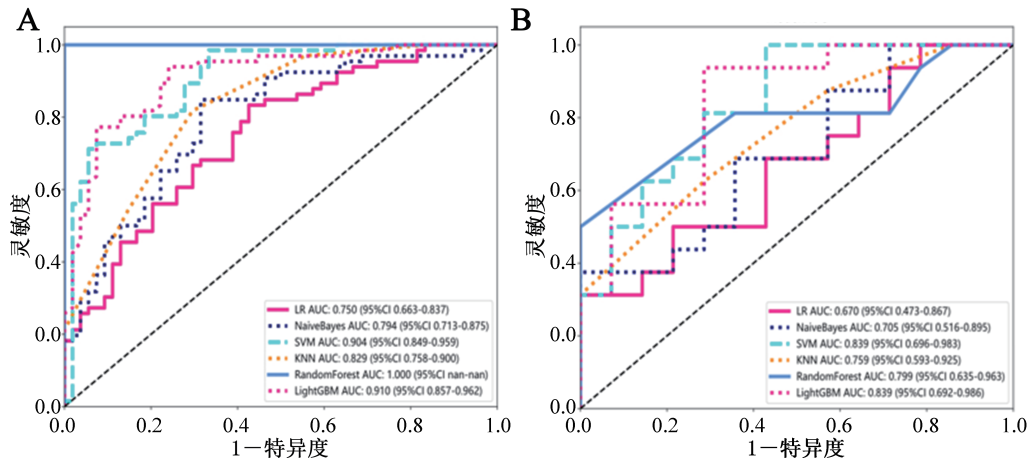 A
1.0
0.8
0.6
0.4
0.0
0.0
灵敏度
0.0
0.2
0.4
0.6
0.8
1.0
1－特异度
LR AUC: 0.750 (95%CI 0.663-0.837)
NaiveBayes AUC: 0.794 (95%CI 0.713-0.875)
SVM AUC: 0.904 (95%CI 0.849-0.959)
KNN AUC: 0.829 (95%CI 0.758-0.900)
RandomForest AUC: 1.000 (95%CI nan-nan)
LightGBM AUC: 0.910 (95%CI 0.857-0.962)
B
1.0
0.8
0.6
0.4
0.0
0.0
灵敏度
0.0
0.2
0.4
0.6
0.8
1.0
1－特异度
LR AUC: 0.670 (95%CI 0.473-0.867)
NaiveBayes AUC: 0.705 (95%CI 0.516-0.895)
SVM AUC: 0.839 (95%CI 0.696-0.983)
KNN AUC: 0.759 (95%CI 0.593-0.925)
RandomForest AUC: 0.799 (95%CI 0.635-0.963)
LightGBM AUC: 0.839 (95%CI 0.692-0.986)